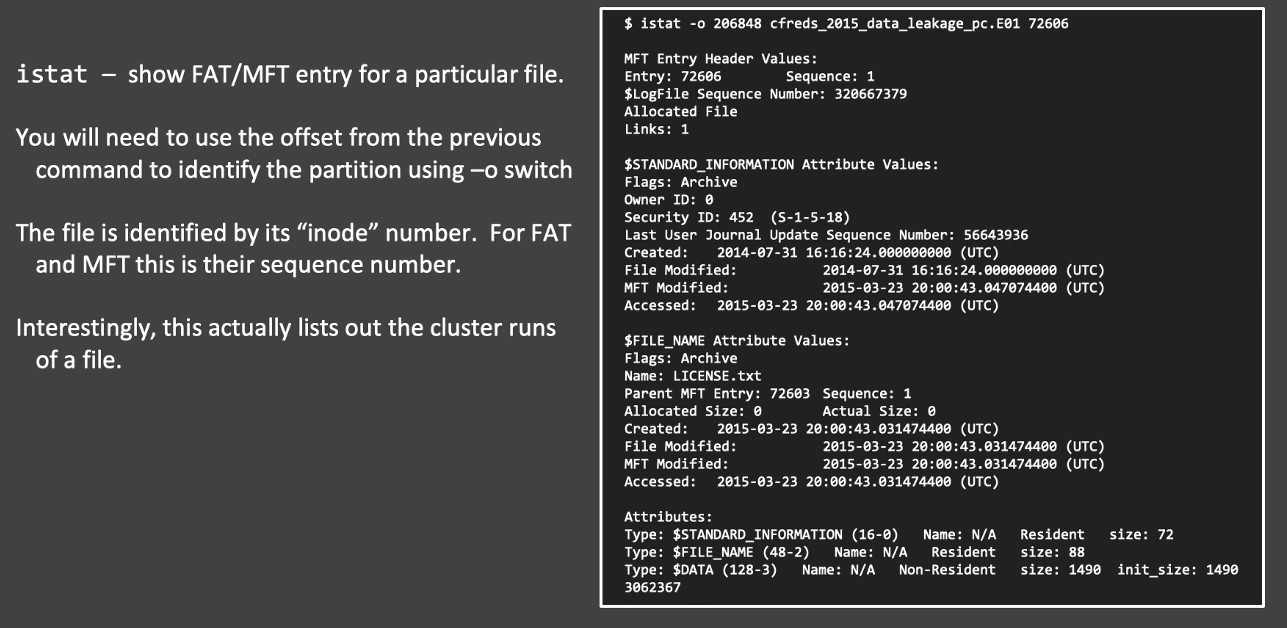 istat – show FAT/MFT entry for a particular file.
You will need to use the offset from the previous
command to identify the partition using –o switch
The file is identified by its “inode” number. For FAT
and MFT this is their sequence number.
Interestingly, this actually lists out the cluster runs
of a file.
$ istat -o 206848 cfreds_2015_data_leakage_pc.E01 72606
MFT Entry Header Values:
Entry: 72606 Sequence: 1
$LogFile Sequence Number: 320667379
Allocated File
Links: 1
$STANDARD_INFORMATION Attribute Values:
Flags: Archive
Owner ID: 0
Security ID: 452 (S-1-5-18)
Last User Journal Update Sequence Number: 56643936
Created: 2014-07-31 16:16:24.000000000 (UTC)
File Modified: 2014-07-31 16:16:24.000000000 (UTC)
MFT Modified: 2015-03-23 20:00:43.047074400 (UTC)
Accessed: 2015-03-23 20:00:43.047074400 (UTC)
$FILE_NAME Attribute Values:
Flags: Archive
Name: LICENSE.txt
Parent MFT Entry: 72603 Sequence: 1
Allocated Size: 0 Actual Size: 0
Created: 2015-03-23 20:00:43.031474400 (UTC)
File Modified: 2015-03-23 20:00:43.031474400 (UTC)
MFT Modified: 2015-03-23 20:00:43.031474400 (UTC)
Accessed: 2015-03-23 20:00:43.031474400 (UTC)
Attributes:
Type: $STANDARD_INFORMATION (16-0) Name: N/A Resident size: 72
Type: $FILE_NAME (48-2) Name: N/A Resident size: 88
Type: $DATA (128-3) Name: N/A Non-Resident size: 1490 init_size: 1490
3062367